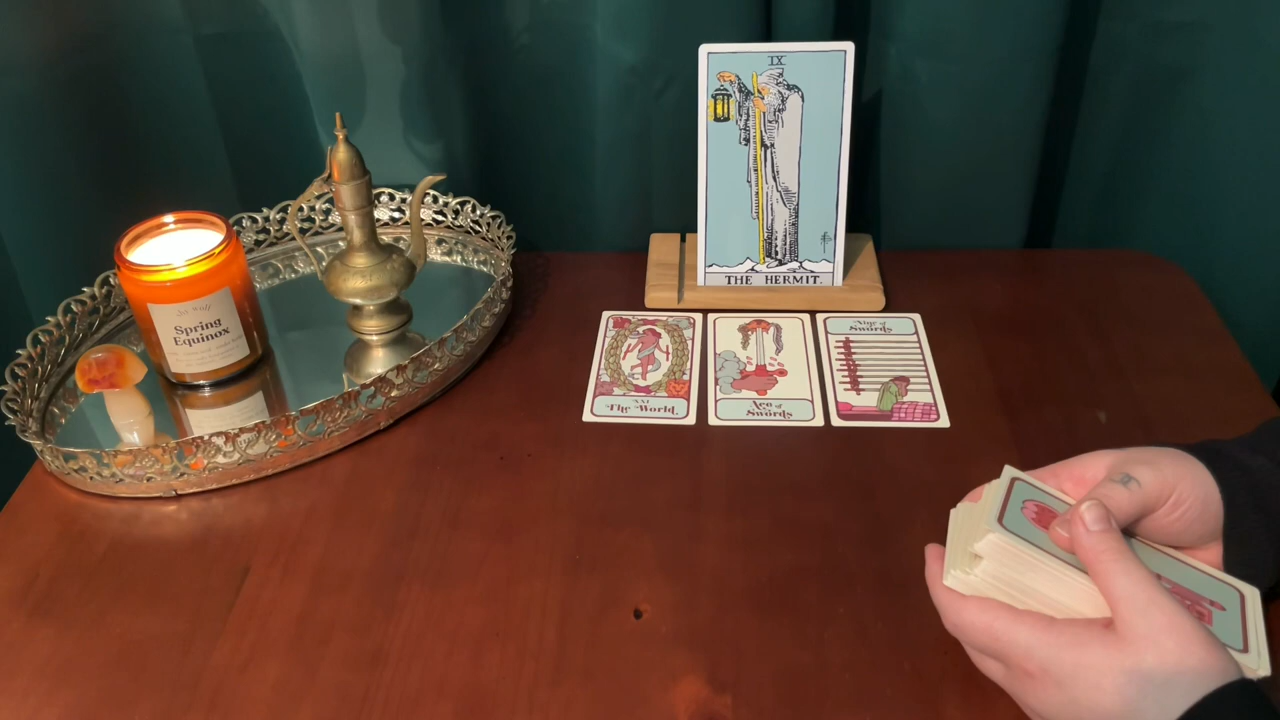 IX
THE HERMIT.
Spring
Equinox
XXI
The World.
Ace of
Swords
Nine of
Swords